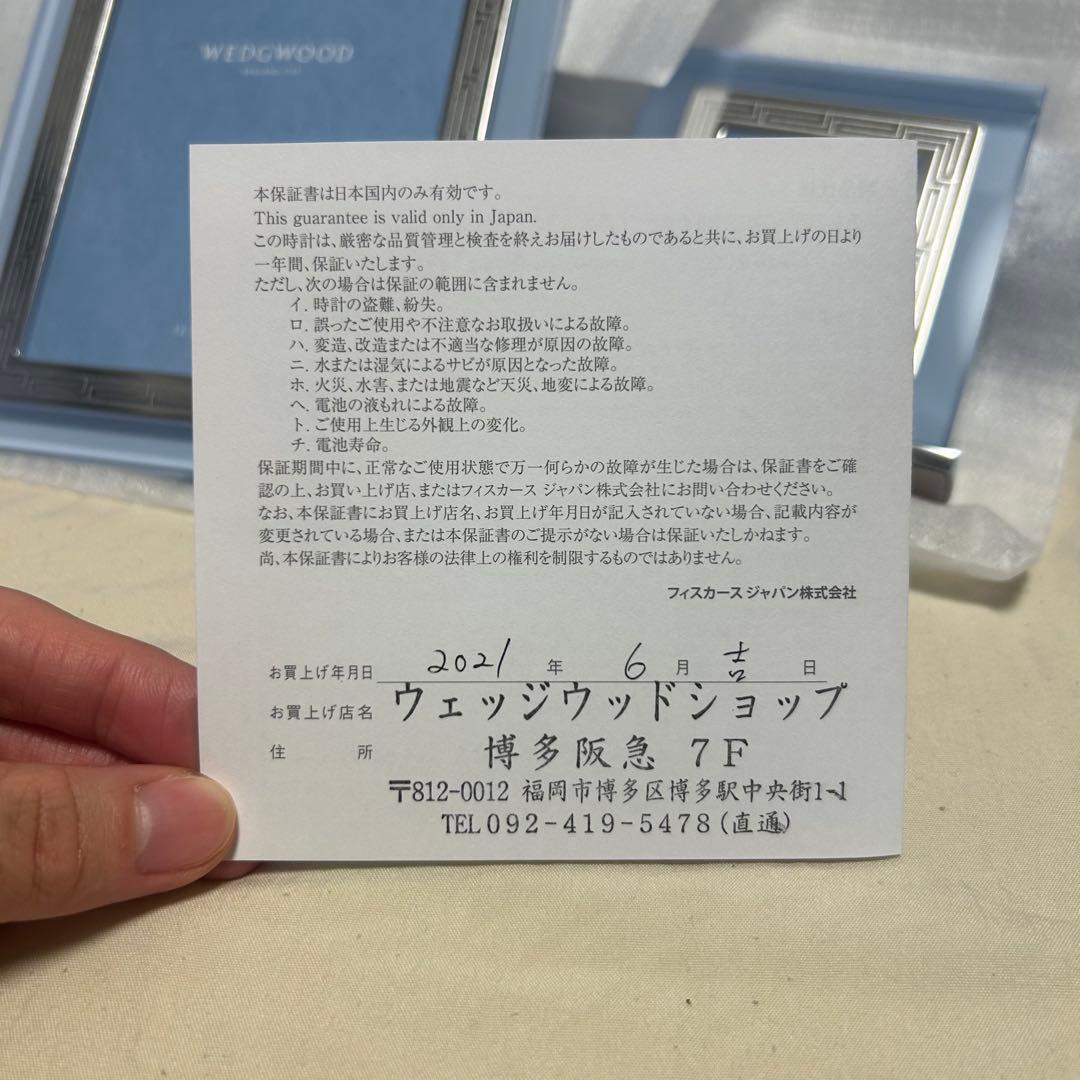 WEDGWOOD
本保証書は日本国内のみ有効です。
This guarantee is valid only in Japan.
この時計は、厳密な品質管理と検査を終えお届けしたものであると共に、お買上げの日より
一年間、保証いたします。
ただし、次の場合は保証の範囲に含まれません。
イ. 時計の盗難、紛失。
ロ. 誤ったご使用や不注意なお取扱いによる故障。
ハ. 変造、改造または不適当な修理が原因の故障。
ニ. 水または湿気によるサビが原因となった故障。
ホ. 火災、水害、または地震など天災、地変による故障。
ヘ. 電池の液もれによる故障。
ト. ご使用上生じる外観上の変化。
チ. 電池寿命。
保証期間中に、正常なご使用状態で万一何らかの故障が生じた場合は、保証書をご確
認の上、お買い上げ店、またはフィスカース ジャパン株式会社にお問い合わせください。
なお、本保証書にお買上げ店名、お買上げ年月日が記入されていない場合、記載内容が
変更されている場合、または本保証書のご提示がない場合は保証いたしかねます。
尚、本保証書によりお客様の法律上の権利を制限するものではありません。
フィスカース ジャパン株式会社
お買上げ年月日 2021 年 6 月 吉 日
お買上げ店名 ウェッジウッドショップ
住 所 博多阪急 7F
〒812-0012 福岡市博多区博多駅中央街1-1
TEL092-419-5478(直通)